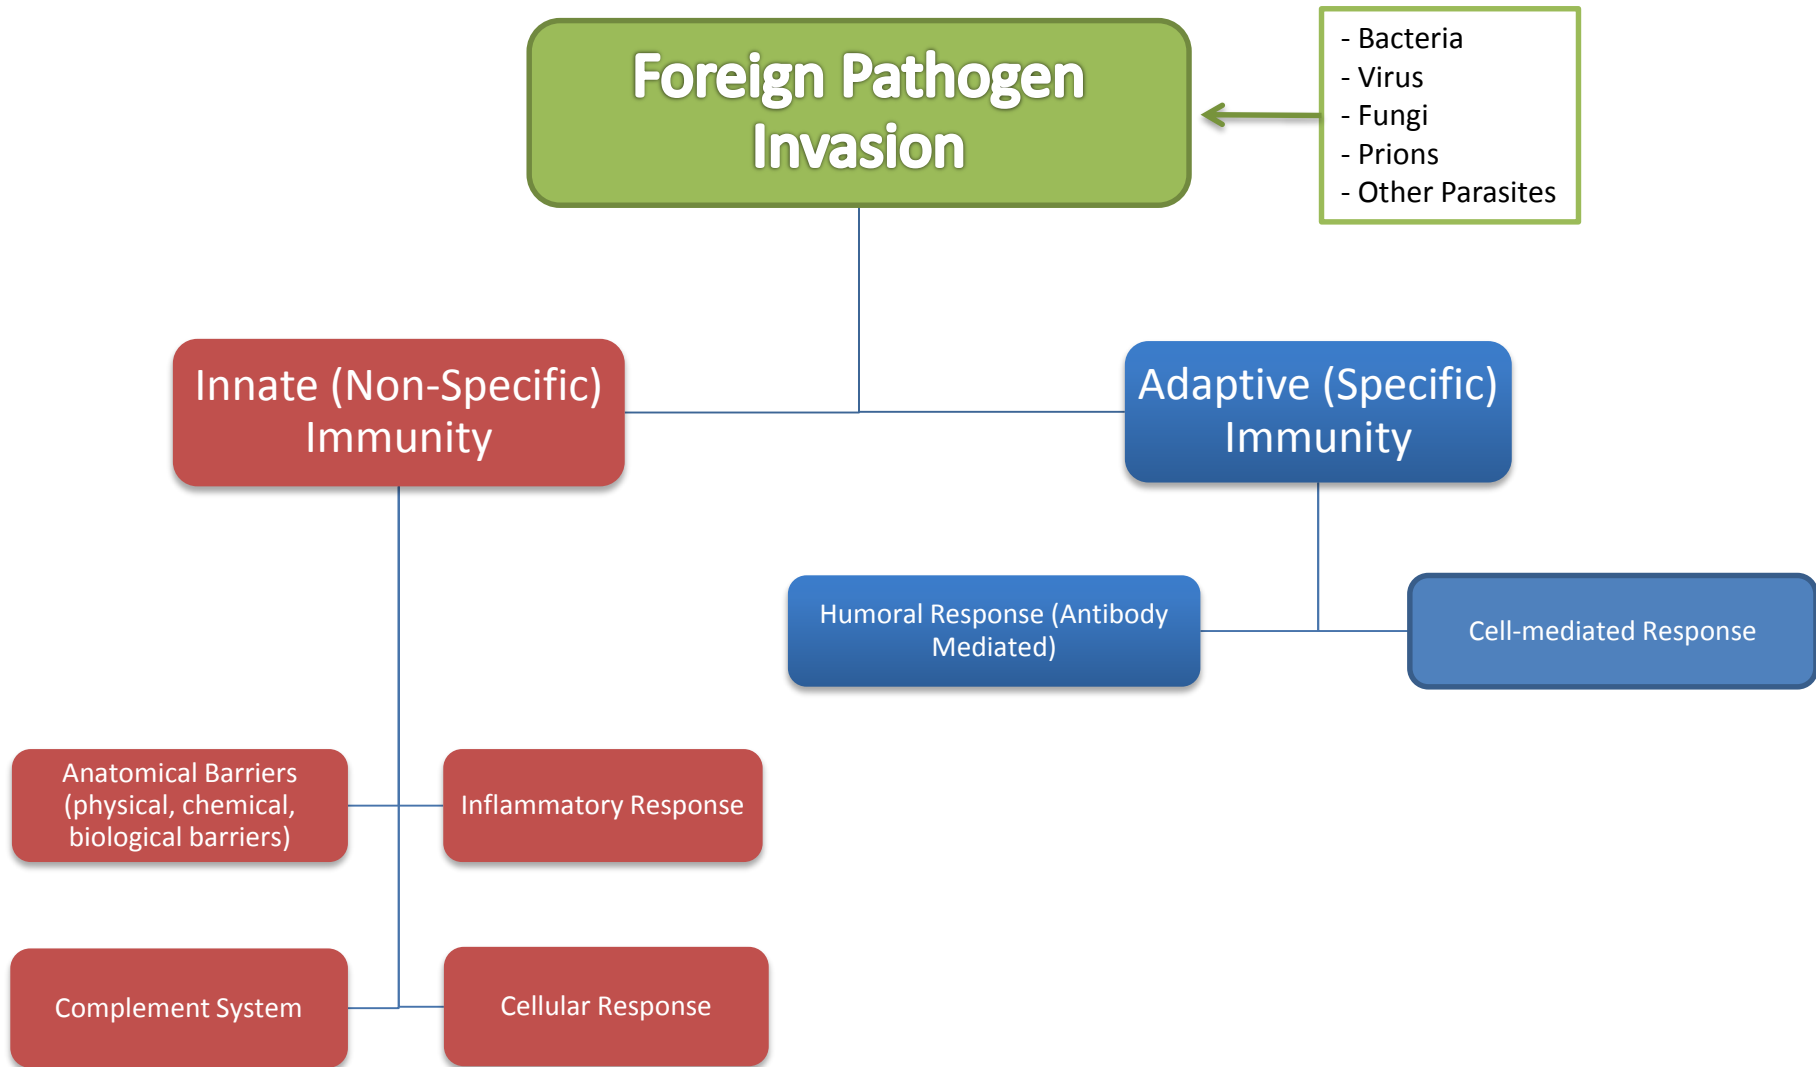 Foreign Pathogen
Invasion
- Bacteria
- Virus
- Fungi
- Prions
- Other Parasites
Innate (Non-Specific)
Immunity
Adaptive (Specific)
Immunity
Humoral Response (Antibody
Mediated)
Cell-mediated Response
Anatomical Barriers
(physical, chemical,
biological barriers)
Inflammatory Response
Complement System
Cellular Response